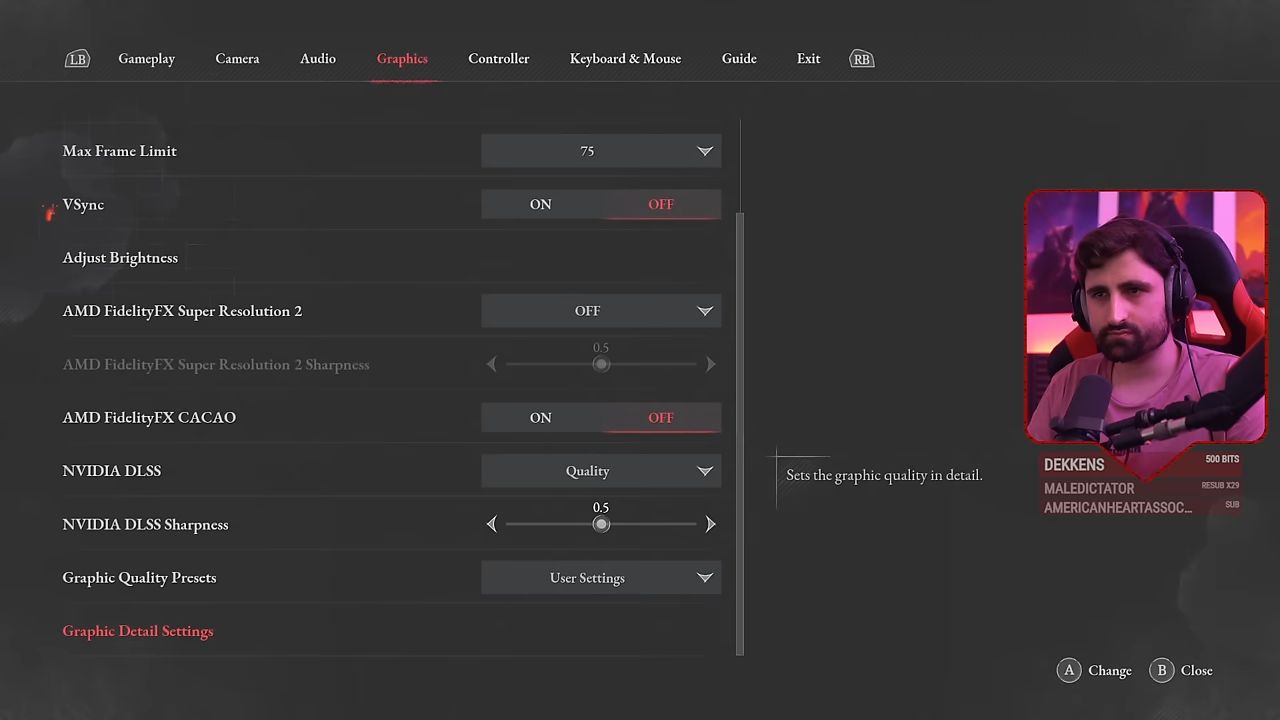 LB Gameplay Camera Audio Graphics Controller Keyboard & Mouse Guide Exit RB
Max Frame Limit 75
VSync ON OFF
Adjust Brightness
AMD FidelityFX Super Resolution 2 OFF
0.5
AMD FidelityFX Super Resolution 2 Sharpness
AMD FidelityFX CACAO ON OFF
NVIDIA DLSS Quality
0.5
NVIDIA DLSS Sharpness
Graphic Quality Presets User Settings
Graphic Detail Settings
Sets the graphic quality in detail.
DEKKENS 500 BITS
MALEDICTATOR RESUB X29
AMERICANHEARTASSOC... SUB
A Change B Close